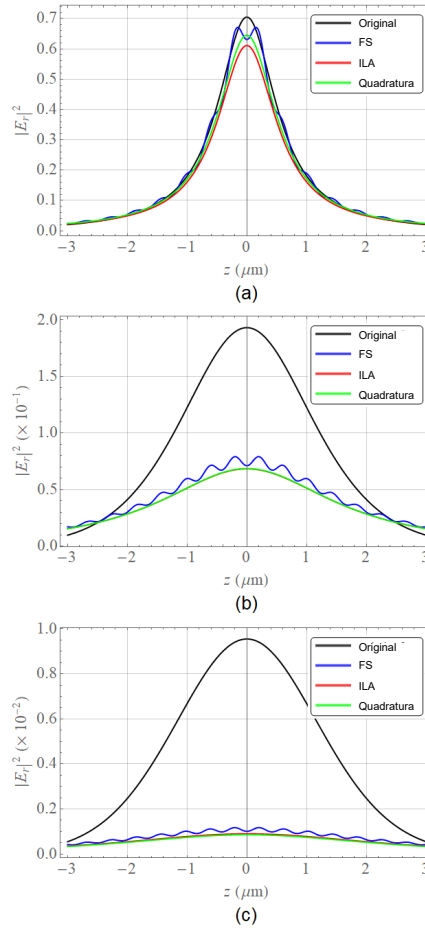 0.7
0.6
0.5
0.4
0.3
0.2
0.1
0.0
|E_r|^2
Original
FS
ILA
Quadratura
−3 −2 −1 0 1 2 3
z (μm)
(a)
2.0
1.5
1.0
0.5
0.0
|E_r|^2 (× 10^{-1})
Original
FS
ILA
Quadratura
−3 −2 −1 0 1 2 3
z (μm)
(b)
1.0
0.8
0.6
0.4
0.2
0.0
|E_r|^2 (× 10^{-2})
Original
FS
ILA
Quadratura
−3 −2 −1 0 1 2 3
z (μm)
(c)